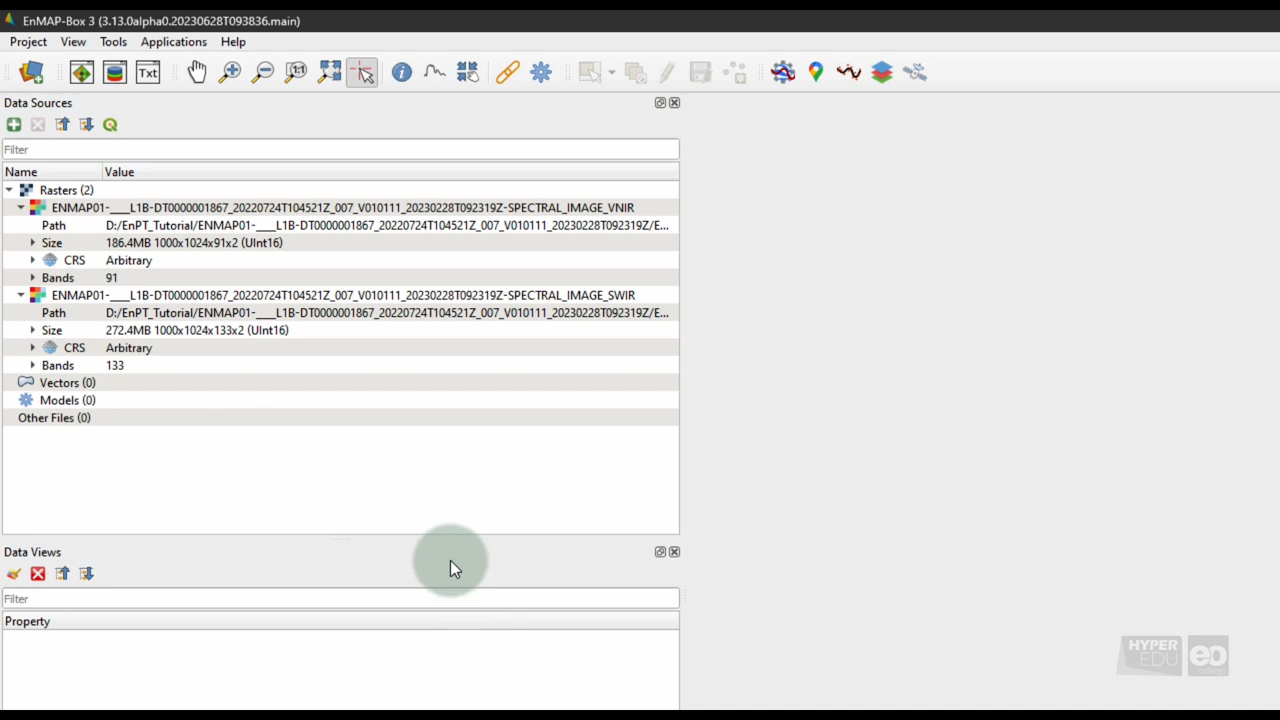 EnMAP-Box 3 (3.13.0alpha0.20230628T093836.main)
Project View Tools Applications Help
Txt
Data Sources
Filter
Name Value
Rasters (2)
ENMAP01-____L1B-DT0000001867_20220724T104521Z_007_V010111_20230228T092319Z-SPECTRAL_IMAGE_VNIR
Path D:/EnPT_Tutorial/ENMAP01-____L1B-DT0000001867_20220724T104521Z_007_V010111_20230228T092319Z/E...
Size 186.4MB 1000x1024x91x2 (UInt16)
CRS Arbitrary
Bands 91
ENMAP01-____L1B-DT0000001867_20220724T104521Z_007_V010111_20230228T092319Z-SPECTRAL_IMAGE_SWIR
Path D:/EnPT_Tutorial/ENMAP01-____L1B-DT0000001867_20220724T104521Z_007_V010111_20230228T092319Z/E...
Size 272.4MB 1000x1024x133x2 (UInt16)
CRS Arbitrary
Bands 133
Vectors (0)
Models (0)
Other Files (0)
Data Views
Filter
Property
HYPER
EDU eo